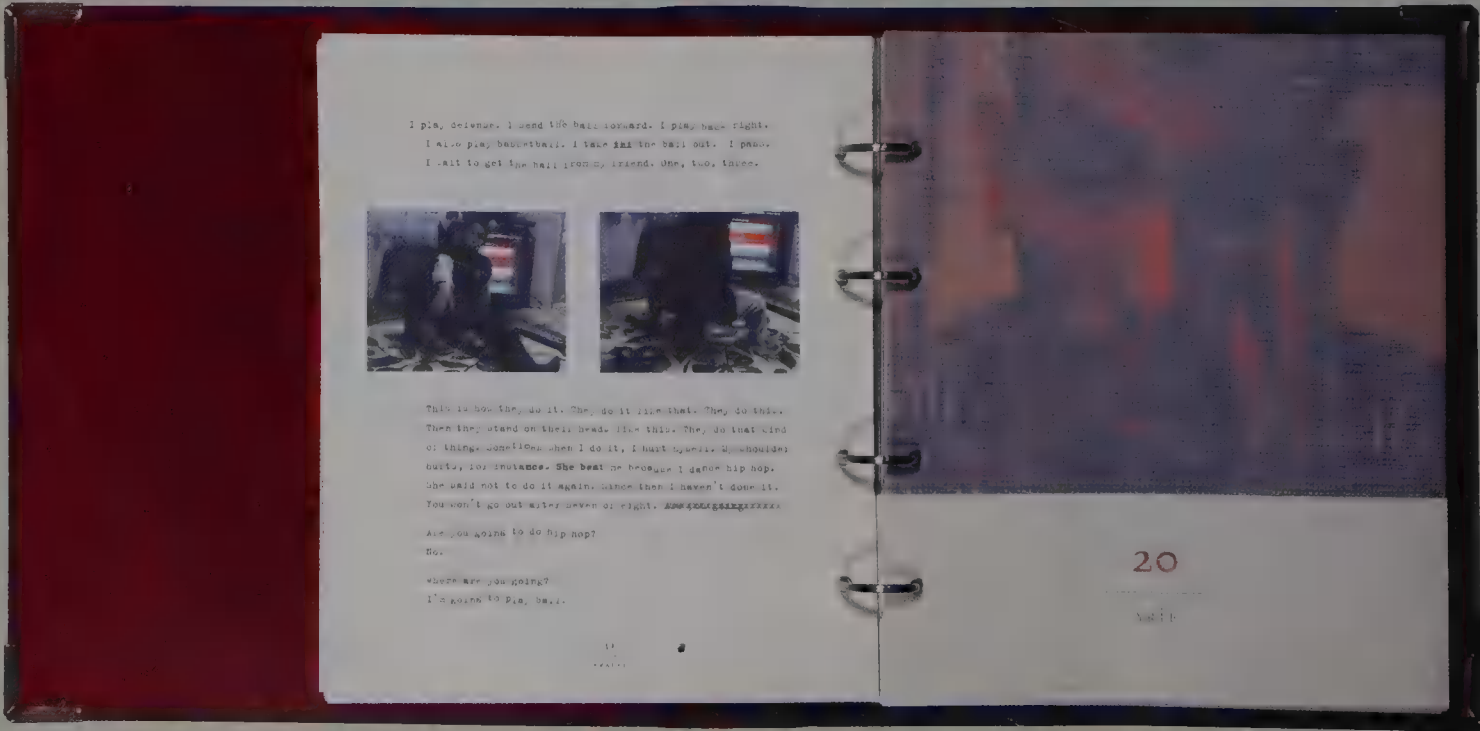 I play defense. I send the ball forward. I play half right.
I also play basketball. I take the ball out. I pass.
I wait to get the ball from my friend. One, two, three.
This is how they do it. They do it like that. They do this.
Then they stand on their head. Like this. They do that kind
of thing. Sometimes when I do it, I hurt myself. My shoulder
hurts, for instance. She beat me because I dance hip hop.
She said not to do it again. Since then I haven't done it.
You don't go out after seven or eight.
Are you going to do hip hop?
No.
Where are you going?
I'm going to play ball.
20